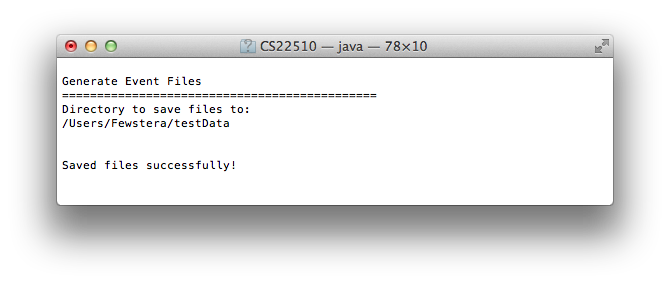 CS22510 — java — 78×10
Generate Event Files
=============================================
Directory to save files to:
/Users/Fewstera/testData
Saved files successfully!